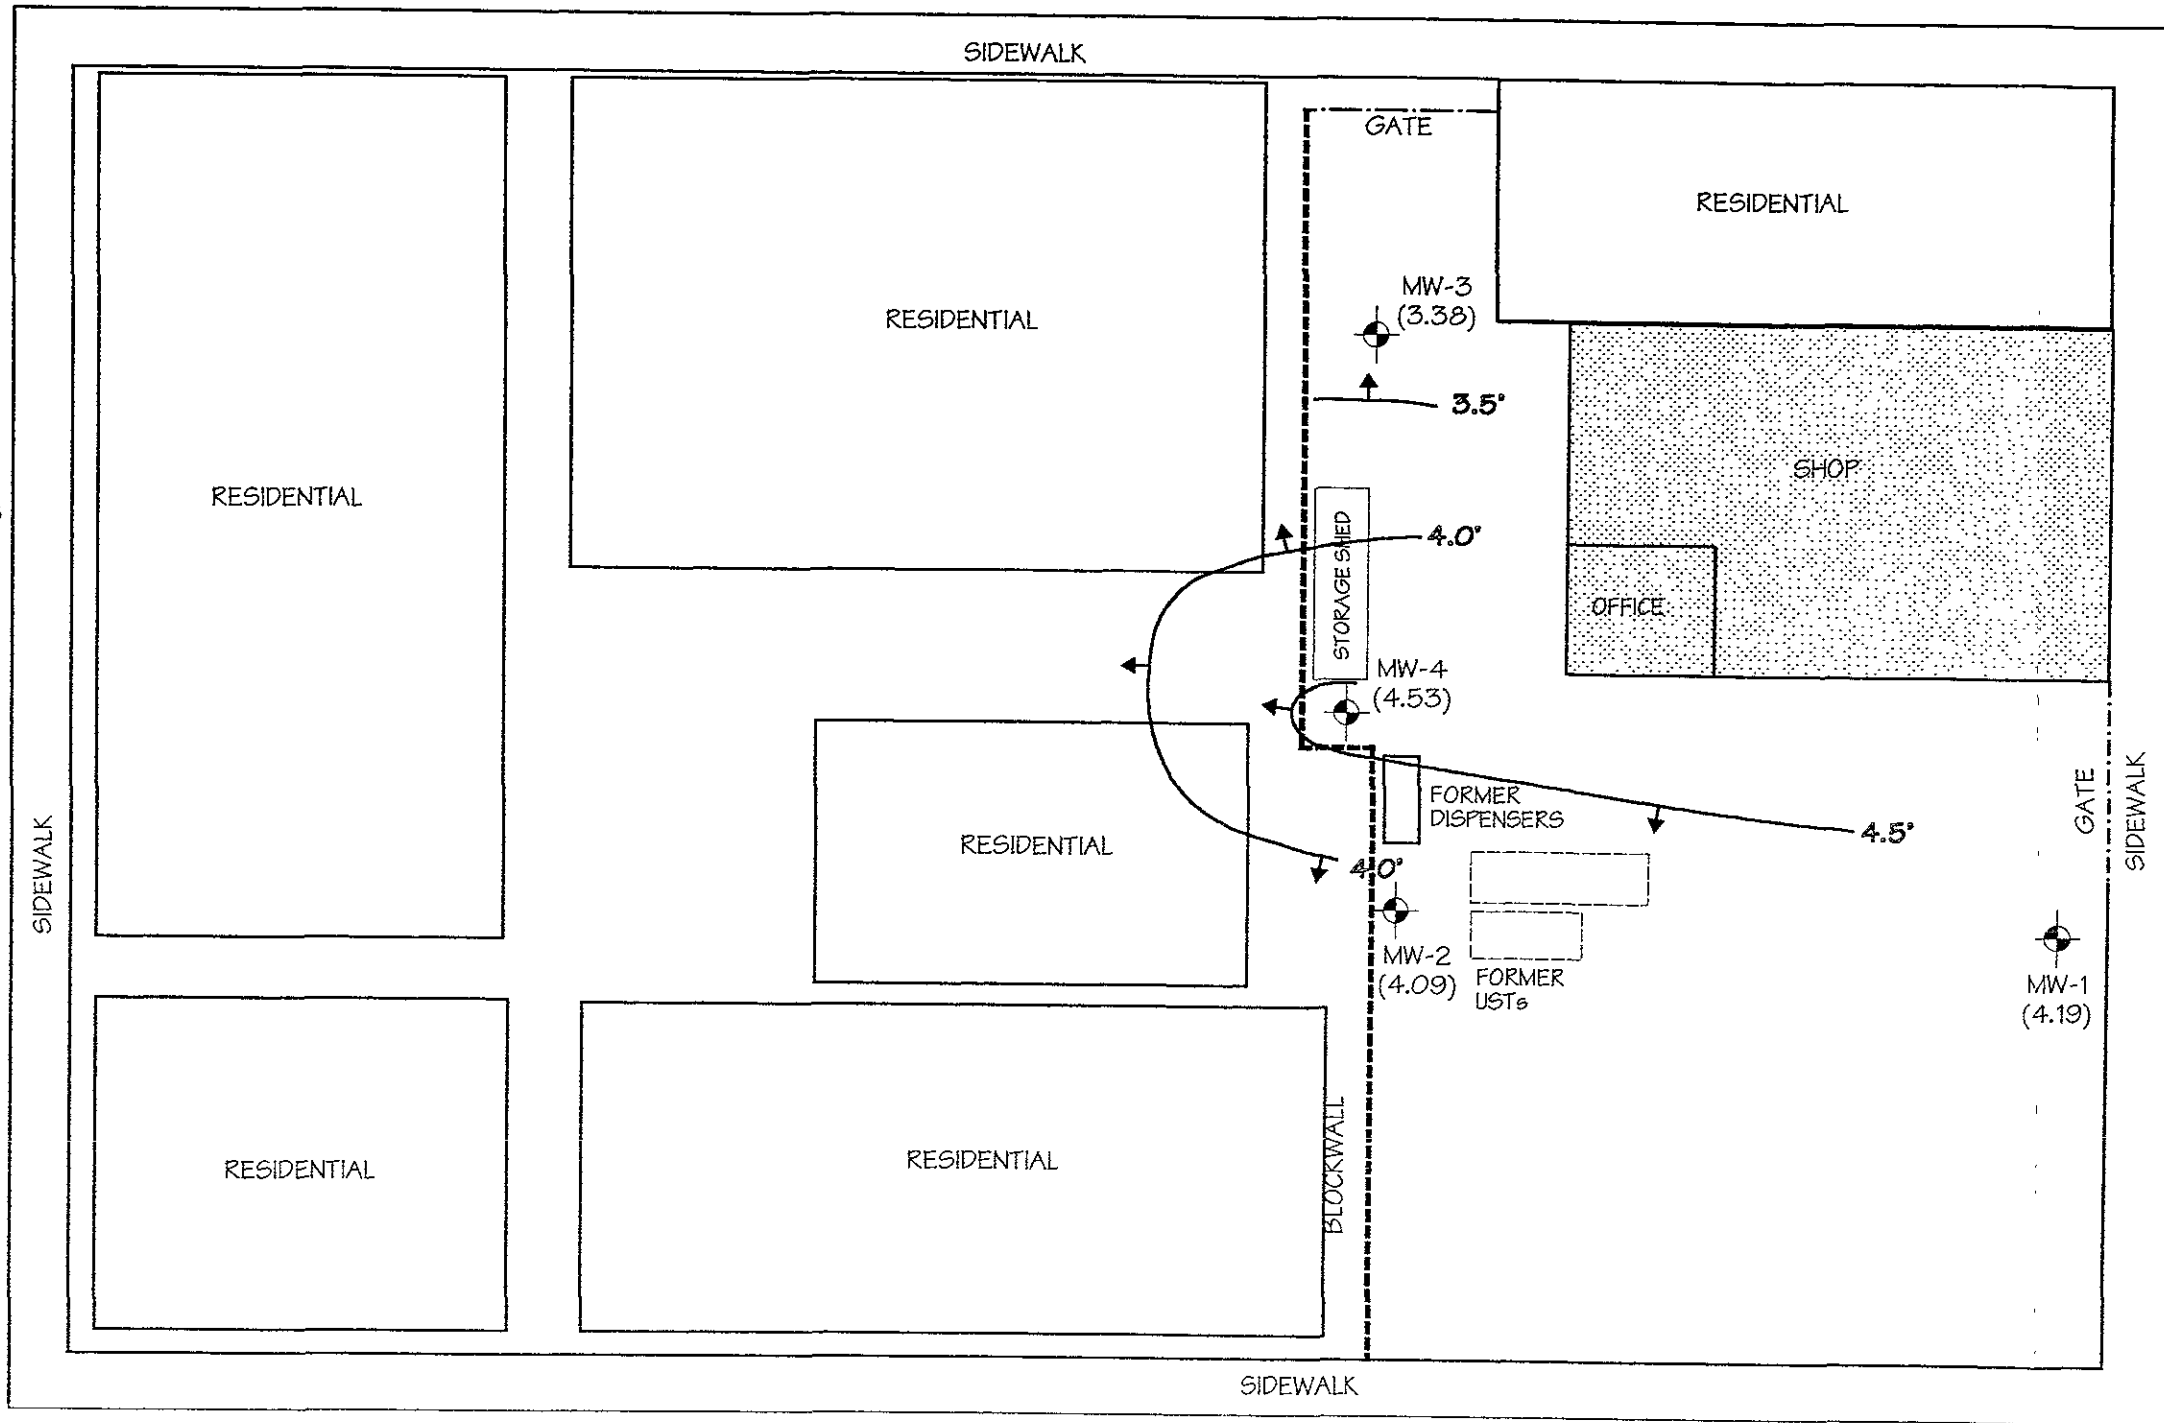 SIDEWALK
GATE
RESIDENTIAL
MW-3
(3.38)
RESIDENTIAL
3.5'
SHOP
RESIDENTIAL
4.0'
STORAGE SHED
OFFICE
MW-4
(4.53)
GATE
SIDEWALK
FORMER
DISPENSERS
4.5'
SIDEWALK
RESIDENTIAL
4.0'
MW-2
(4.09)
FORMER
USTs
MW-1
(4.19)
BLOCKWALL
RESIDENTIAL
RESIDENTIAL
SIDEWALK